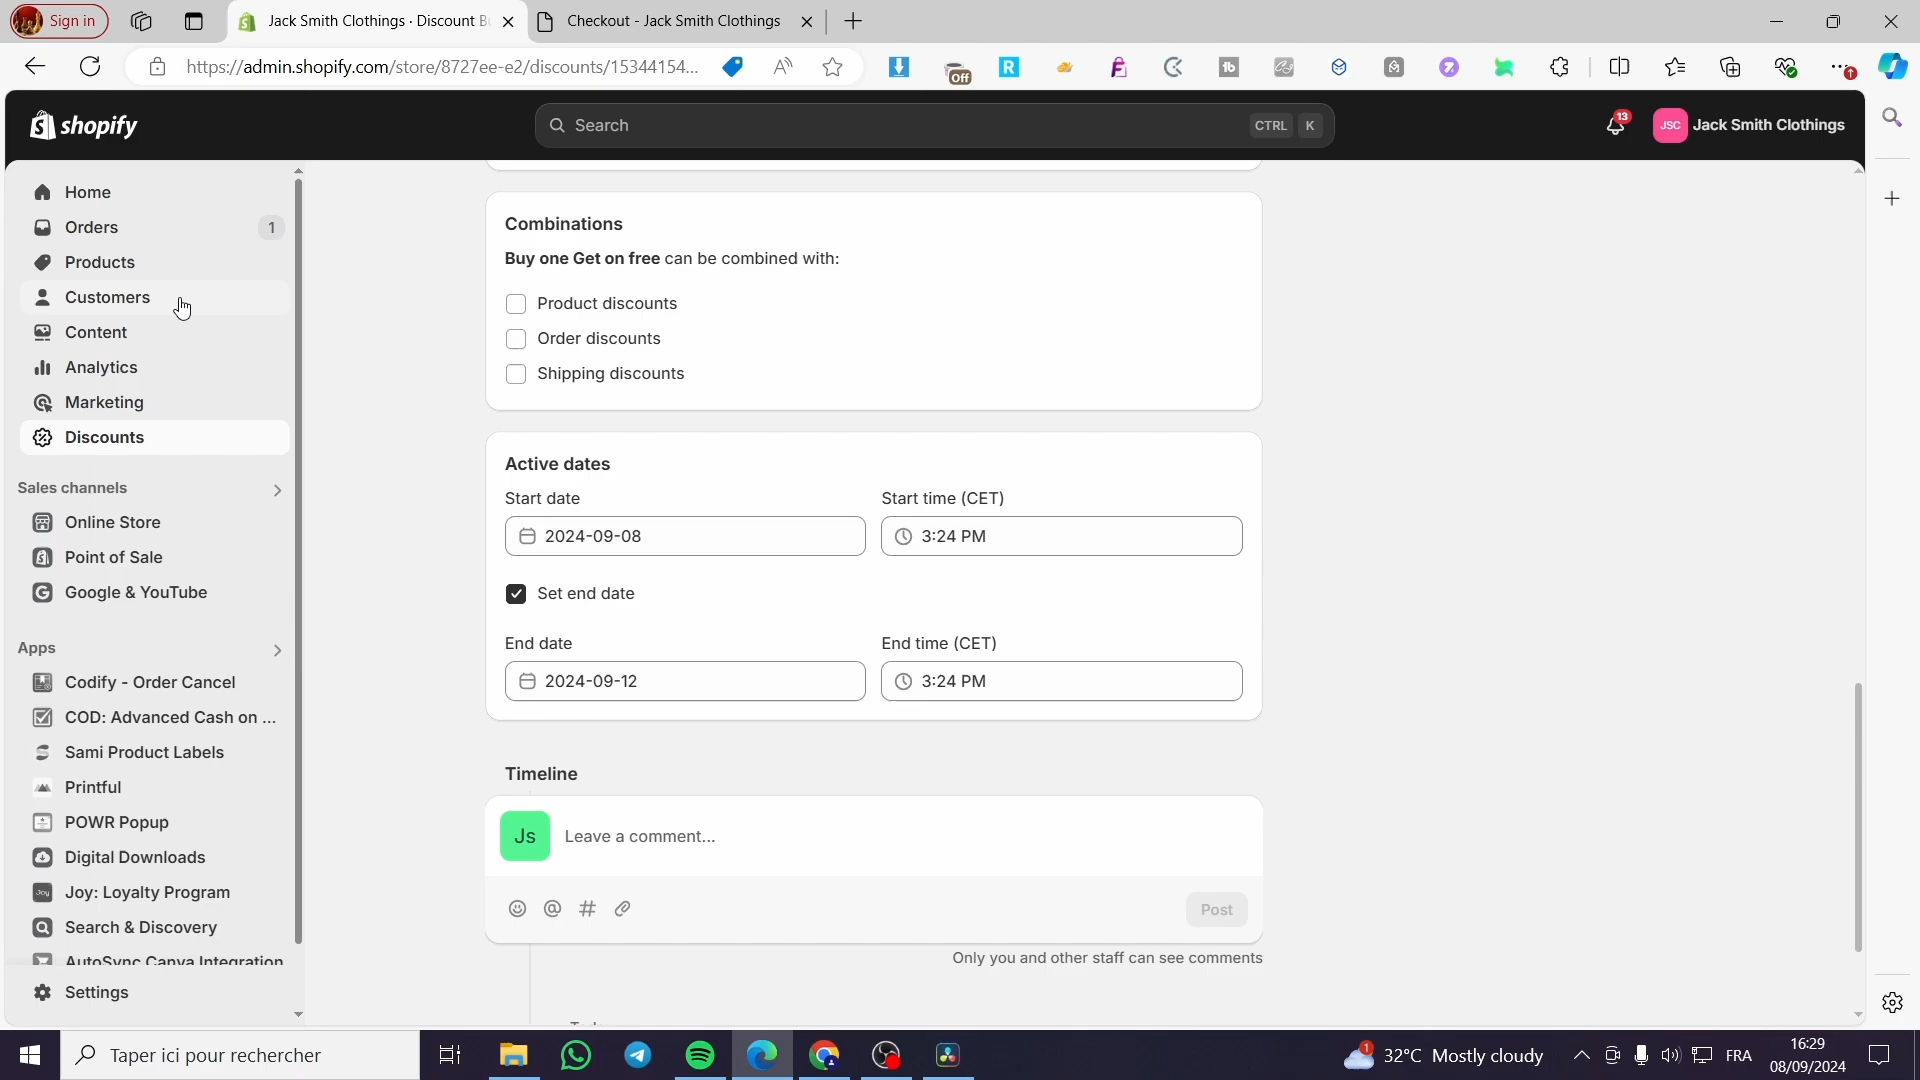 Sign in
Jack Smith Clothings · Discount B
Checkout - Jack Smith Clothings
https://admin.shopify.com/store/8727ee-e2/discounts/15344154...
Off
shopify
Search
CTRL K
13
JSC
Jack Smith Clothings
Home
Orders 1
Products
Customers
Content
Analytics
Marketing
Discounts
Sales channels
Online Store
Point of Sale
Google & YouTube
Apps
Codify - Order Cancel
COD: Advanced Cash on ...
Sami Product Labels
Printful
POWR Popup
Digital Downloads
Joy: Loyalty Program
Search & Discovery
AutoSync Canva Integration
Settings
Combinations
Buy one Get on free can be combined with:
Product discounts
Order discounts
Shipping discounts
Active dates
Start date
Start time (CET)
2024-09-08
3:24 PM
Set end date
End date
End time (CET)
2024-09-12
3:24 PM
Timeline
Js
Leave a comment...
Post
Only you and other staff can see comments
Taper ici pour rechercher
1
32°C Mostly cloudy
FRA
16:29
08/09/2024